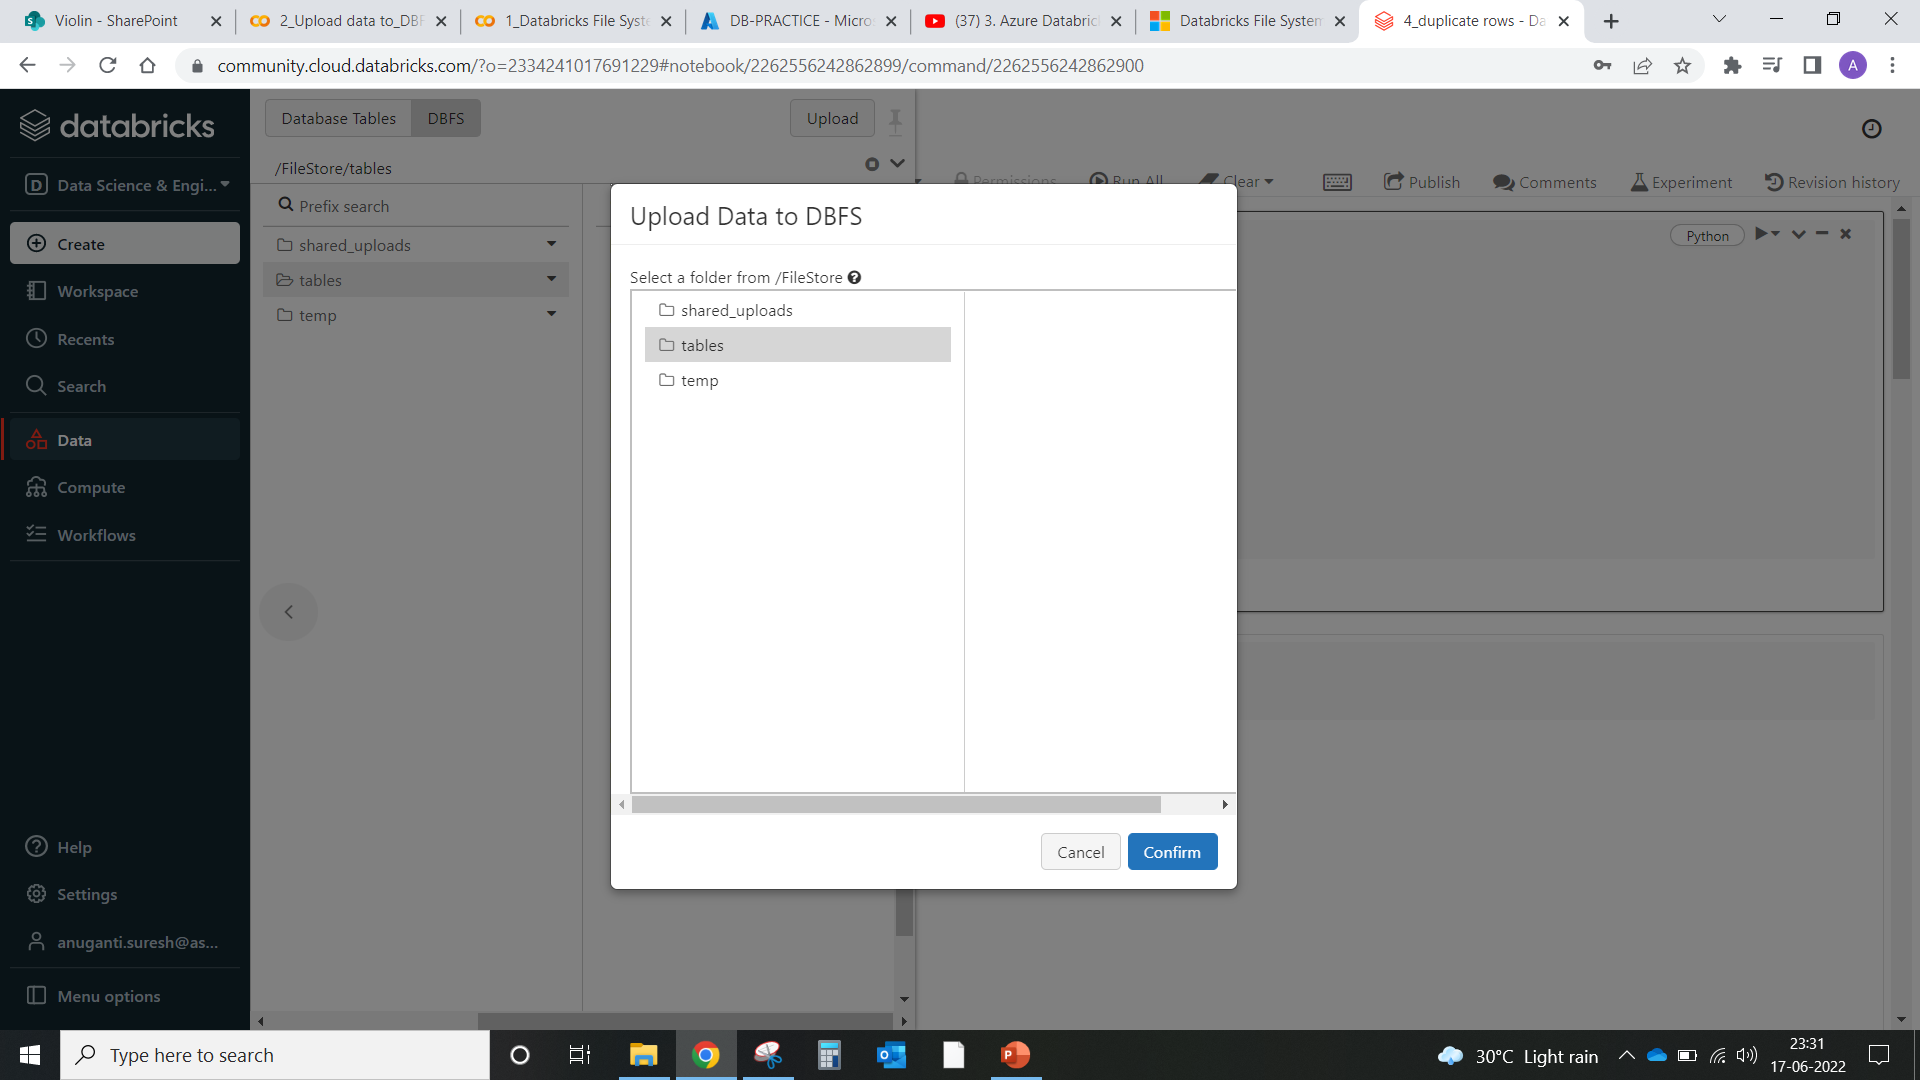 Violin - SharePoint
2_Upload data to_DBF
1_Databricks File Syste
DB-PRACTICE - Micro
(37) 3. Azure Databric
Databricks File System
4_duplicate rows - Da
community.cloud.databricks.com/?o=2334241017691229#notebook/2262556242862899/command/2262556242862900
A
databricks
D Data Science & Engi...
Create
Workspace
Recents
Search
Data
Compute
Workflows
Help
Settings
anuganti.suresh@as...
Menu options
Database Tables
DBFS
Upload
/FileStore/tables
Prefix search
shared_uploads
tables
temp
Permissions
Run All
Clear
Publish
Comments
Experiment
Revision history
Python
Upload Data to DBFS
Select a folder from /FileStore
shared_uploads
tables
temp
Cancel
Confirm
Type here to search
30°C Light rain
23:31
17-06-2022